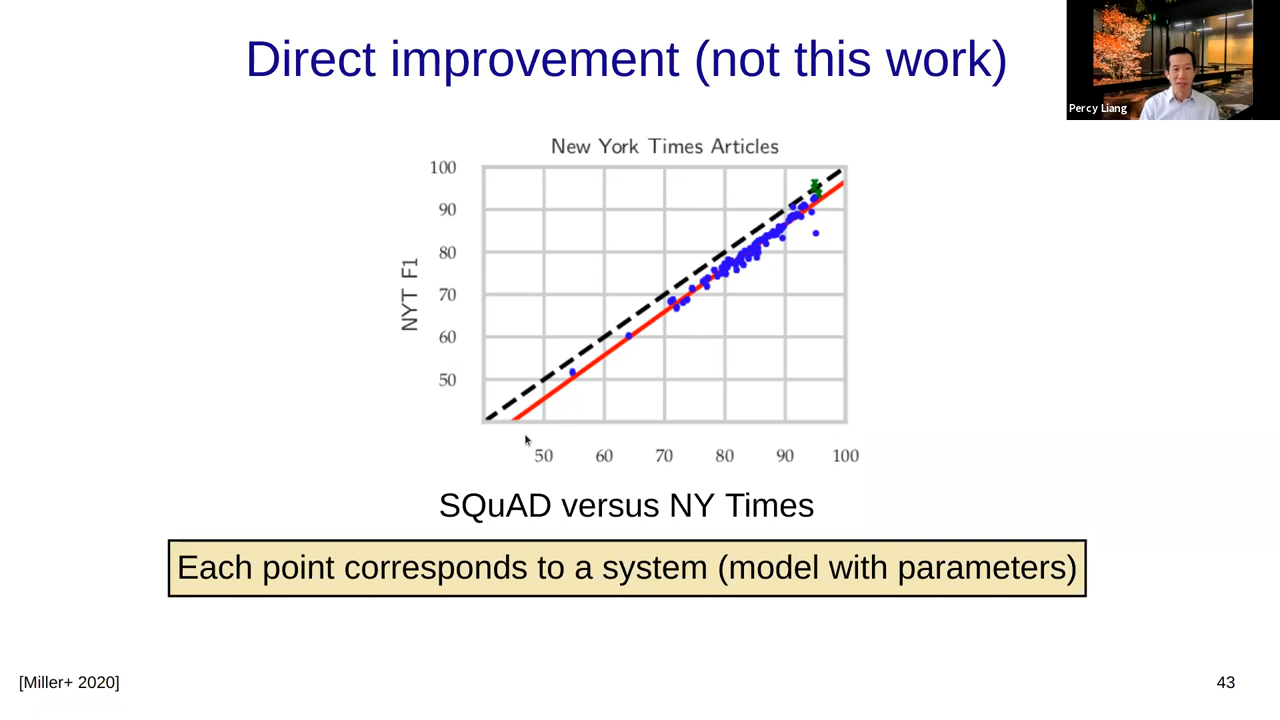 Direct improvement (not this work)
Percy Liang
New York Times Articles
100
90
80
70
60
50
NYT F1
50 60 70 80 90 100
SQuAD versus NY Times
Each point corresponds to a system (model with parameters)
[Miller+ 2020]
43